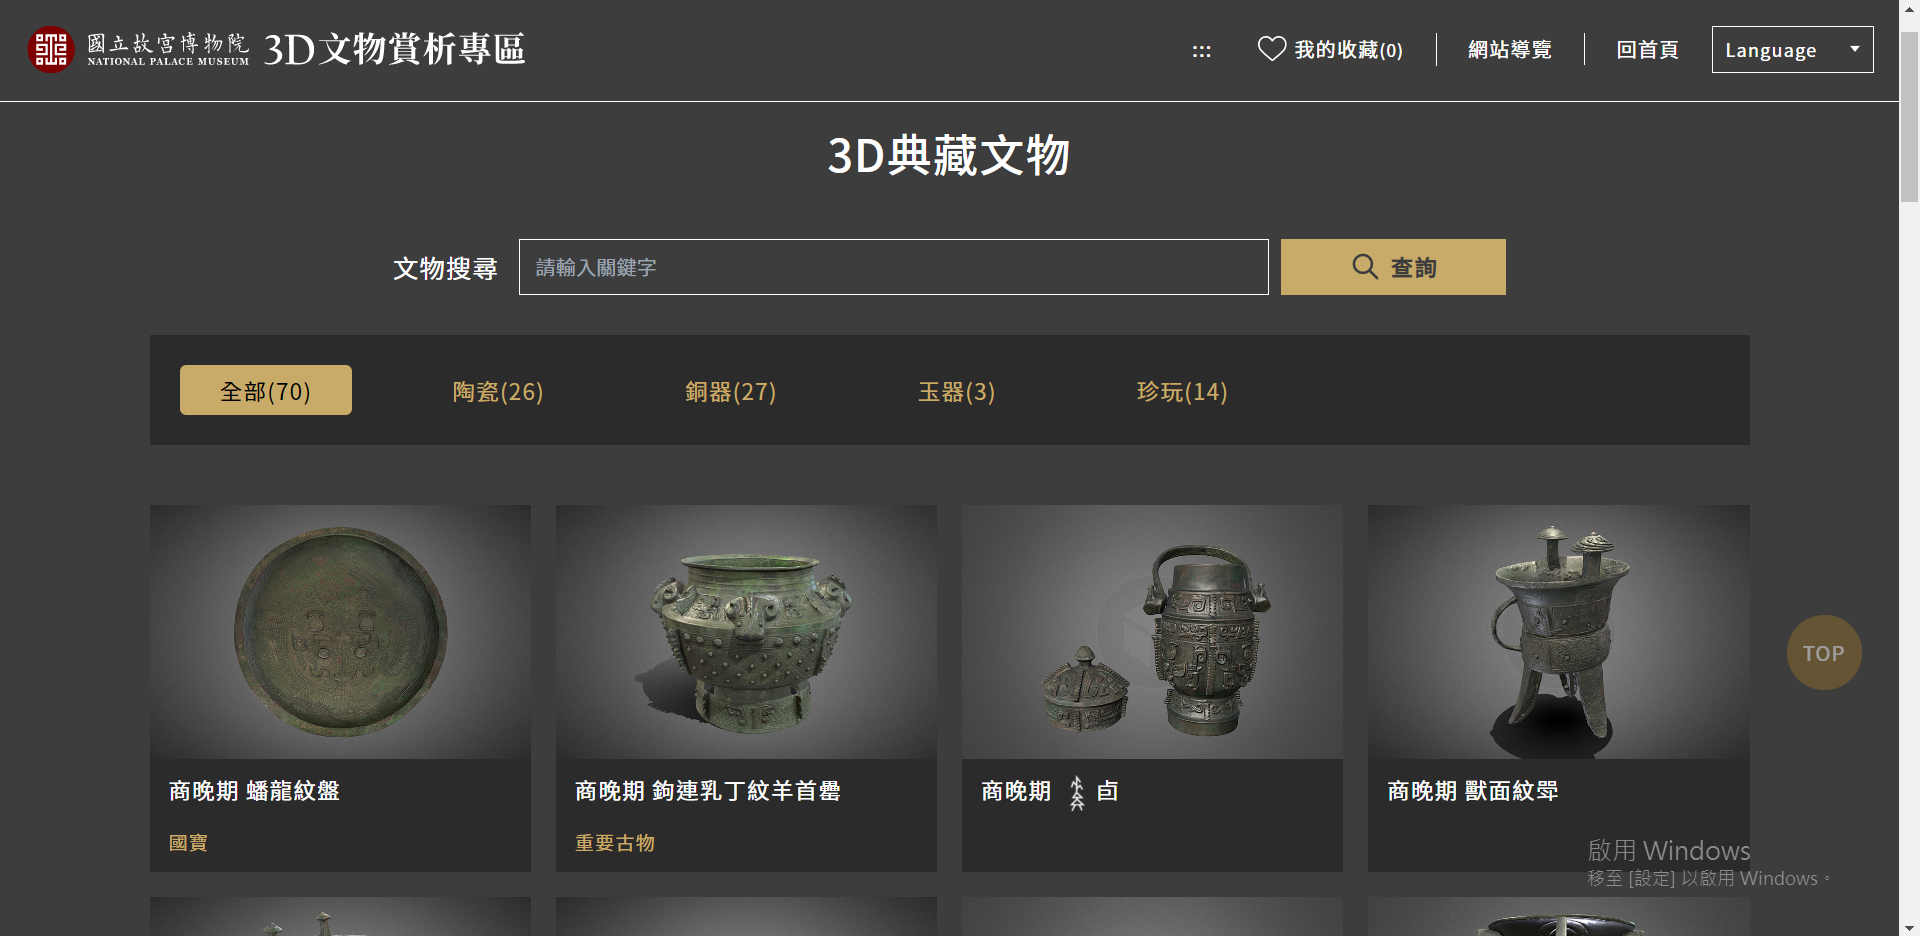 國立故宮博物院
NATIONAL PALACE MUSEUM
3D文物賞析專區
:::
我的收藏(0)
網站導覽
回首頁
Language
3D典藏文物
文物搜尋
請輸入關鍵字
查詢
全部(70)
陶瓷(26)
銅器(27)
玉器(3)
珍玩(14)
商晚期 蟠龍紋盤
國寶
商晚期 鉤連乳丁紋羊首罍
重要古物
商晚期 卣
商晚期 獸面紋斝
TOP
啟用 Windows
移至 [設定] 以啟用 Windows。